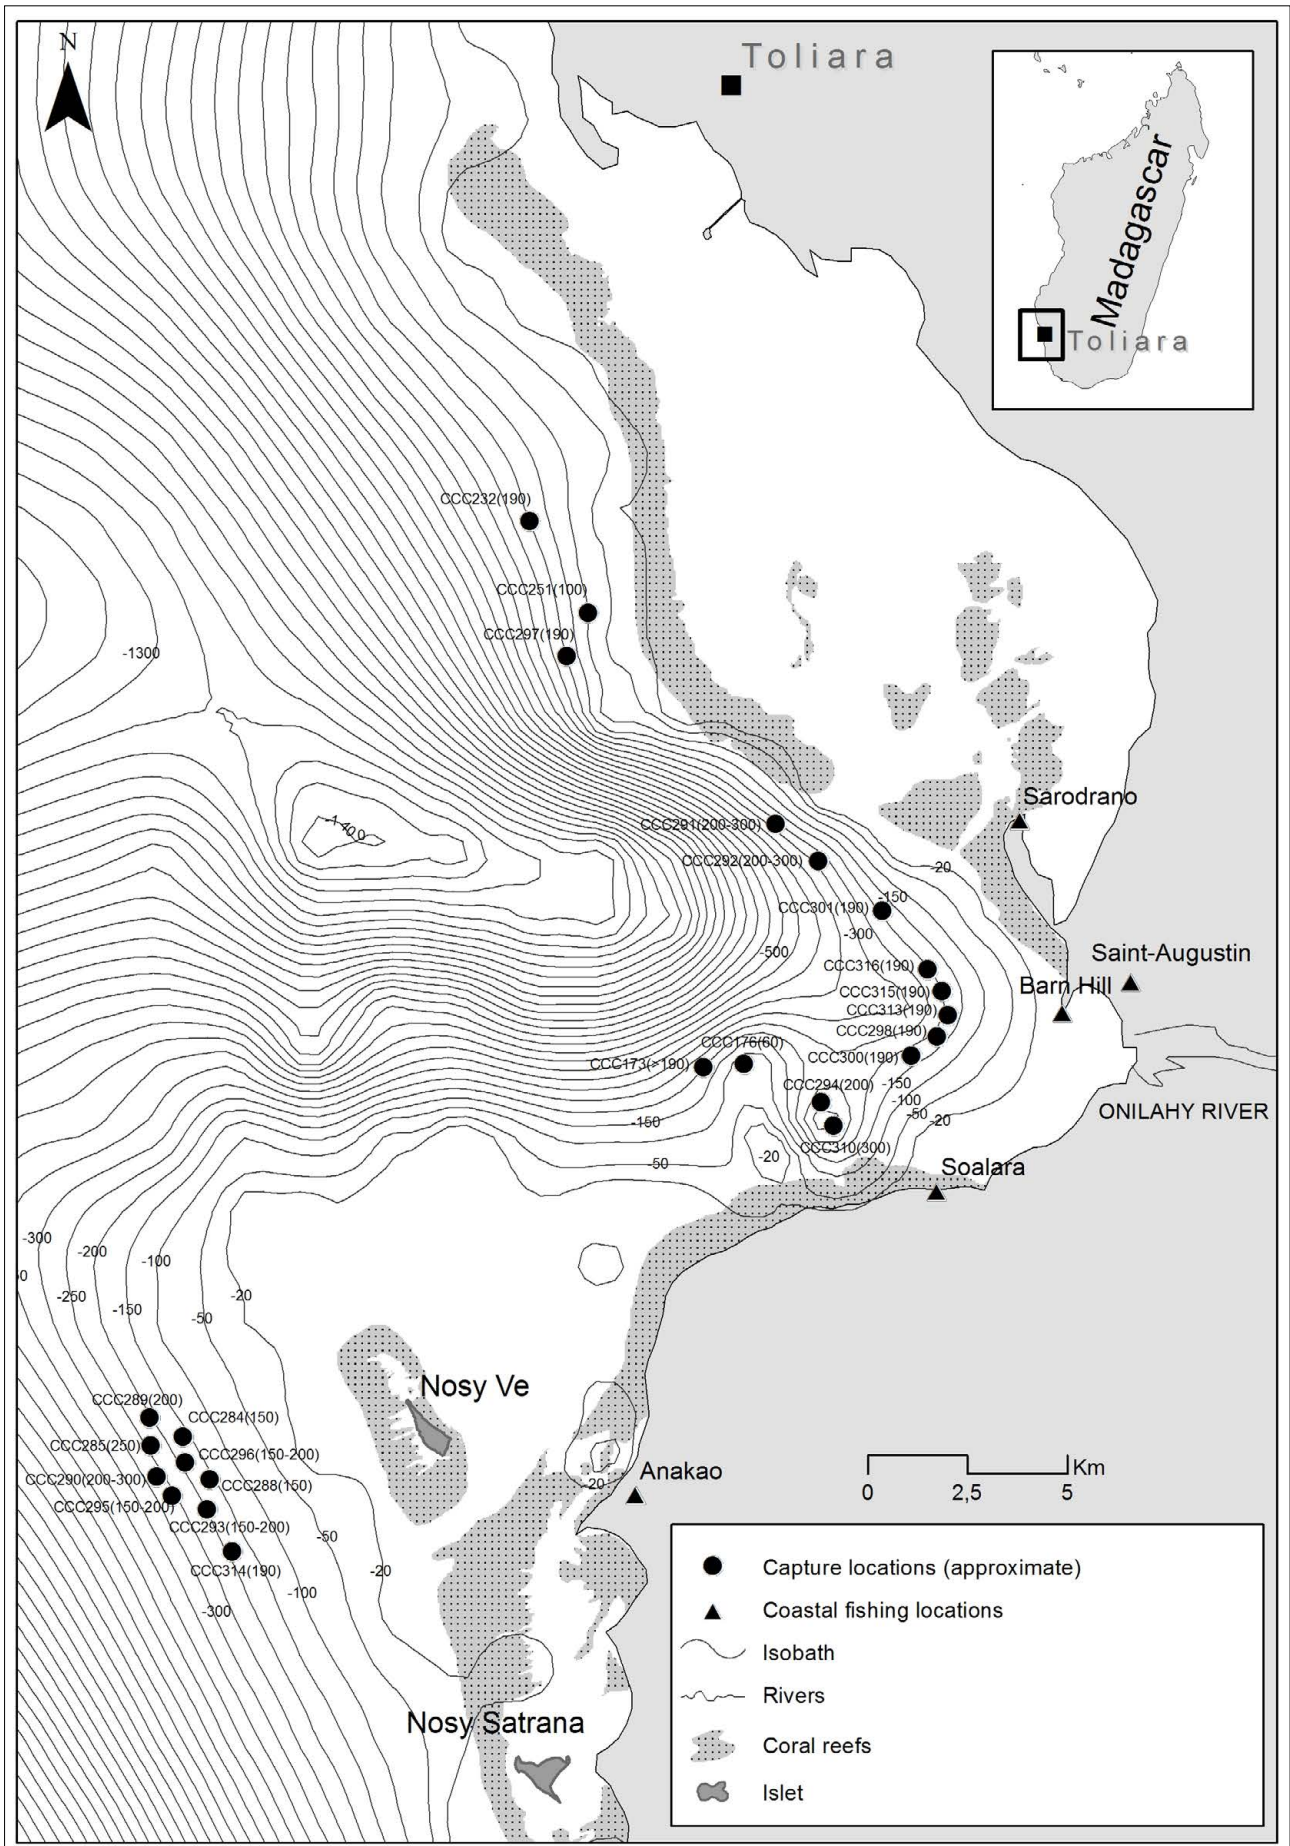 N
Toliara
Madagascar
Toliara
CCC232(190)
CCC251(100)
CCC297(190)
-1300
Sarodrano
-1400
CCC291(200-300)
CCC292(200-300)
-20
-150
CCC301(190)
-300
-500
Saint-Augustin
CCC316(190)
Barn Hill
CCC315(190)
CCC313(190)
CCC298(190)
CCC176(60)
CCC300(190)
CCC173(>190)
CCC294(200)
-150
-100
-50
-20
ONILAHY RIVER
-150
CCC310(300)
-20
-50
Soalara
-300
-200
-100
-250
-150
-50
-20
Nosy Ve
CCC289(200)
CCC284(150)
CCC285(250)
CCC296(150-200)
CCC290(200-300)
CCC288(150)
CCC295(150-200)
CCC293(150-200)
CCC314(190)
Anakao
-20
-50
-20
-100
-300
Km
0 2,5 5
Nosy Satrana
Capture locations (approximate)
Coastal fishing locations
Isobath
Rivers
Coral reefs
Islet